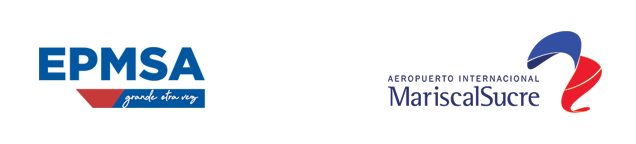 EPMSA
grande otra vez
AEROPUERTO INTERNACIONAL
MariscalSucre